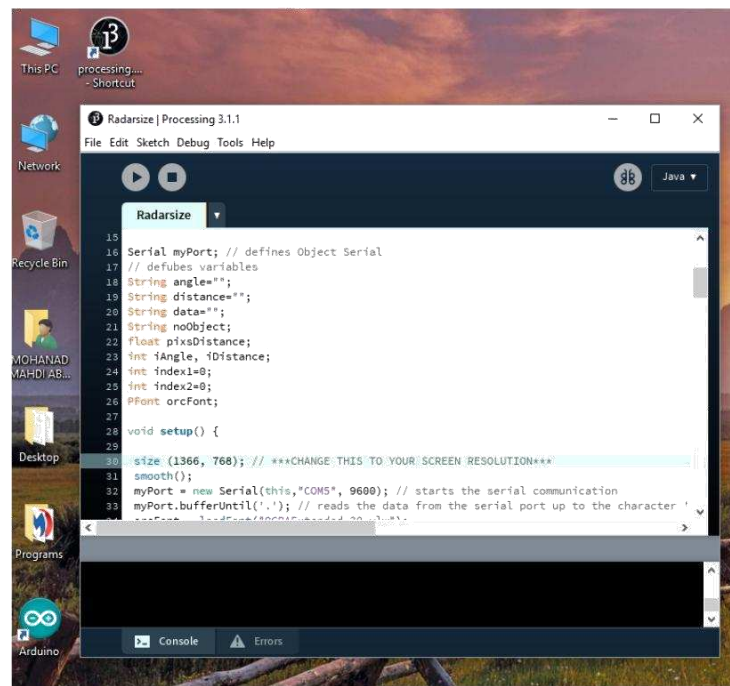 This PC
processing....
- Shortcut
Network
Recycle Bin
MOHANAD
MAHDI AB...
Desktop
Programs
Arduino
Radarsize | Processing 3.1.1
File Edit Sketch Debug Tools Help
Java ▼
Radarsize ▼
15
16 Serial myPort; // defines Object Serial
17 // defubes variables
18 String angle="";
19 String distance="";
20 String data="";
21 String noObject;
22 float pixsDistance;
23 int iAngle, iDistance;
24 int index1=0;
25 int index2=0;
26 PFont orcFont;
27
28 void setup() {
29
30 size (1366, 768); // ***CHANGE THIS TO YOUR SCREEN RESOLUTION***
31 smooth();
32 myPort = new Serial(this,"COM5", 9600); // starts the serial communication
33 myPort.bufferUntil('.'); // reads the data from the serial port up to the character '
Console
Errors